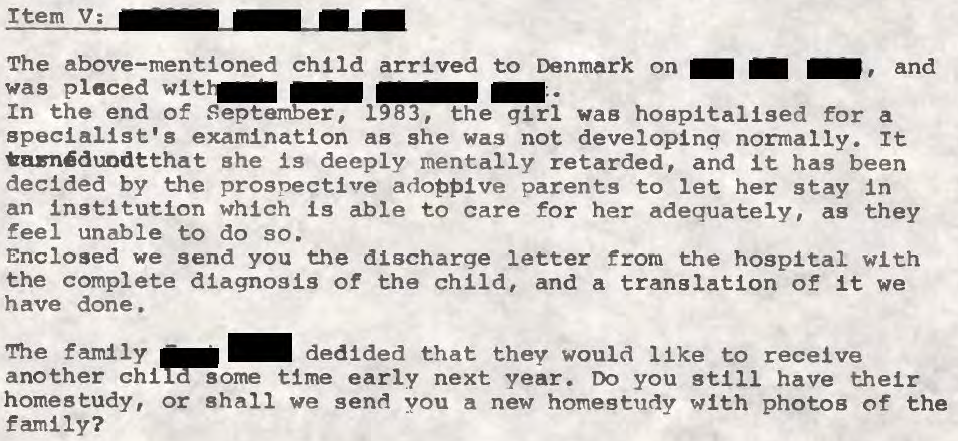 Item V:
The above-mentioned child arrived to Denmark on , and
was placed with .
In the end of September, 1983, the girl was hospitalised for a
specialist's examination as she was not developing normally. It
that she is deeply mentally retarded, and it has been
decided by the prospective adoptive parents to let her stay in
an institution which is able to care for her adequately, as they
feel unable to do so.
Enclosed we send you the discharge letter from the hospital with
the complete diagnosis of the child, and a translation of it we
have done.
The family dedided that they would like to receive
another child some time early next year. Do you still have their
homestudy, or shall we send you a new homestudy with photos of the
family?